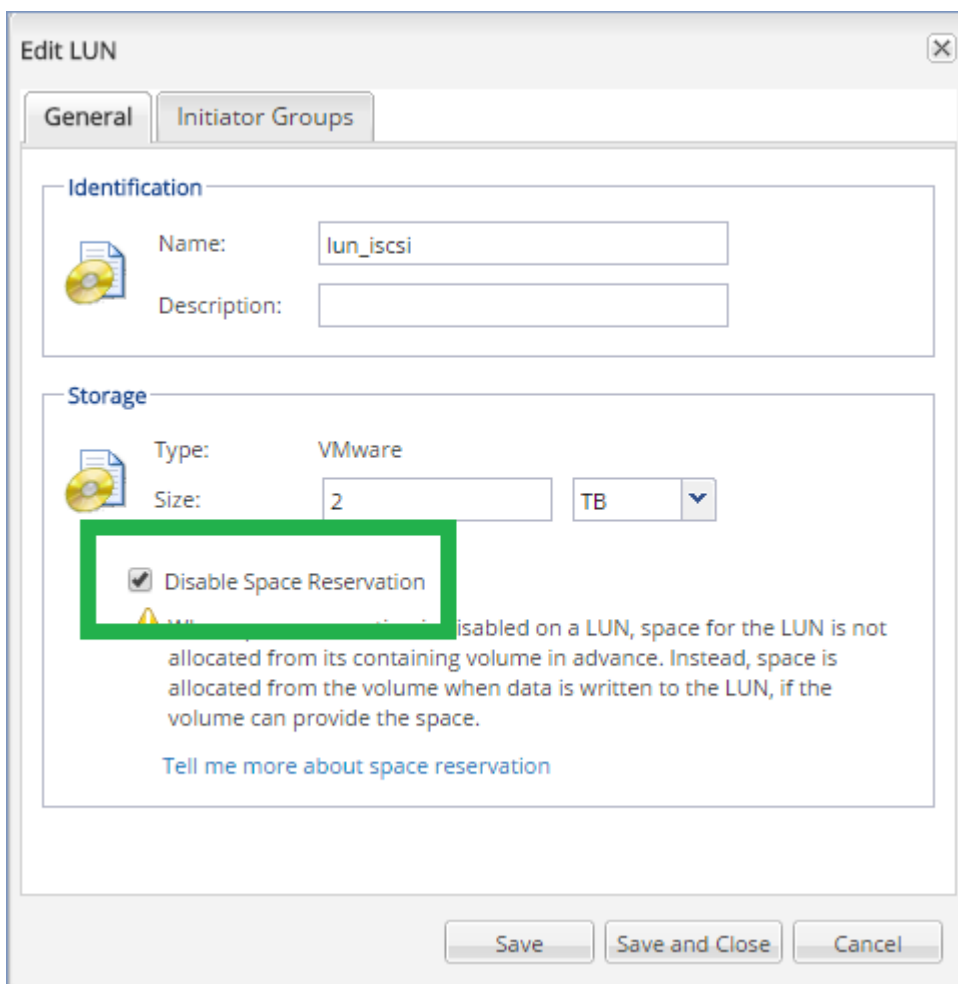 Edit LUN
General
Initiator Groups
Identification
Name:
lun_iscsi
Description:
Storage
Type:
VMware
Size:
2
TB
Disable Space Reservation
disabled on a LUN, space for the LUN is not
allocated from its containing volume in advance. Instead, space is
allocated from the volume when data is written to the LUN, if the
volume can provide the space.
Tell me more about space reservation
Save
Save and Close
Cancel